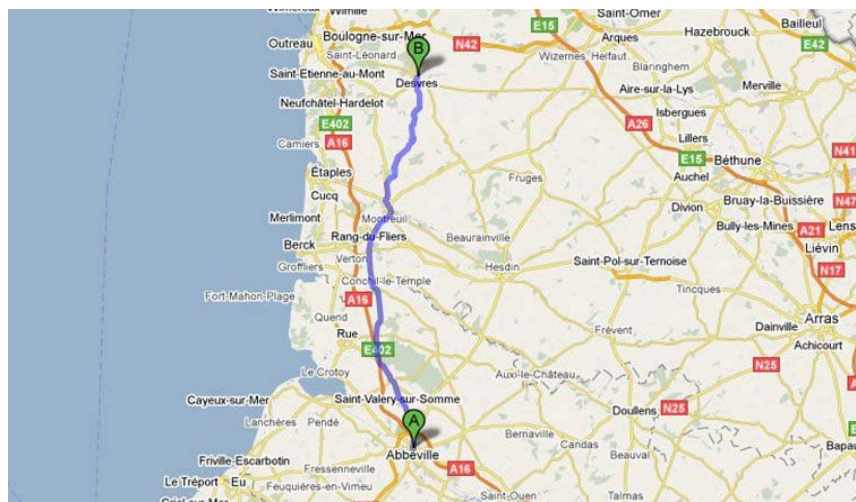 Wimereux
Wimille
Saint-Omer
Bailleul
Boulogne-sur-Mer
N42
E15
Arques
Hazebrouck
E42
Outreau
Saint-Léonard
B
Wizernes
Helfaut
Blaringhem
Saint-Etienne-au-Mont
Desvres
Aire-sur-la-Lys
Merville
Neufchâtel-Hardelot
Isbergues
E402
A26
Lillers
Camiers
A16
E15
Béthune
N41
Étaples
Auchel
Cucq
Fruges
Bruay-la-Buissière
N47
Merlimont
Montreuil
Divion
Lens
Rang-du-Fliers
Beaurainville
Bully-les-Mines
A21
Berck
Verton
Liévin
Groffliers
Hesdin
Saint-Pol-sur-Ternoise
N17
Conchil-le-Temple
Fort-Mahon-Plage
A16
Tincques
Quend
Arras
Rue
Frévent
Dainville
E402
Achicourt
Le Crotoy
Auxi-le-Château
N25
Cayeux-sur-Mer
Saint-Valery-sur-Somme
Doullens
N25
Lanchères
Pendé
A
Bernaville
Candas
Friville-Escarbotin
Abbeville
Beauval
Bapau
Fressenneville
A16
Le Tréport
Eu
Feuquières-en-Vimeu
Saint-Ouen
Talmas